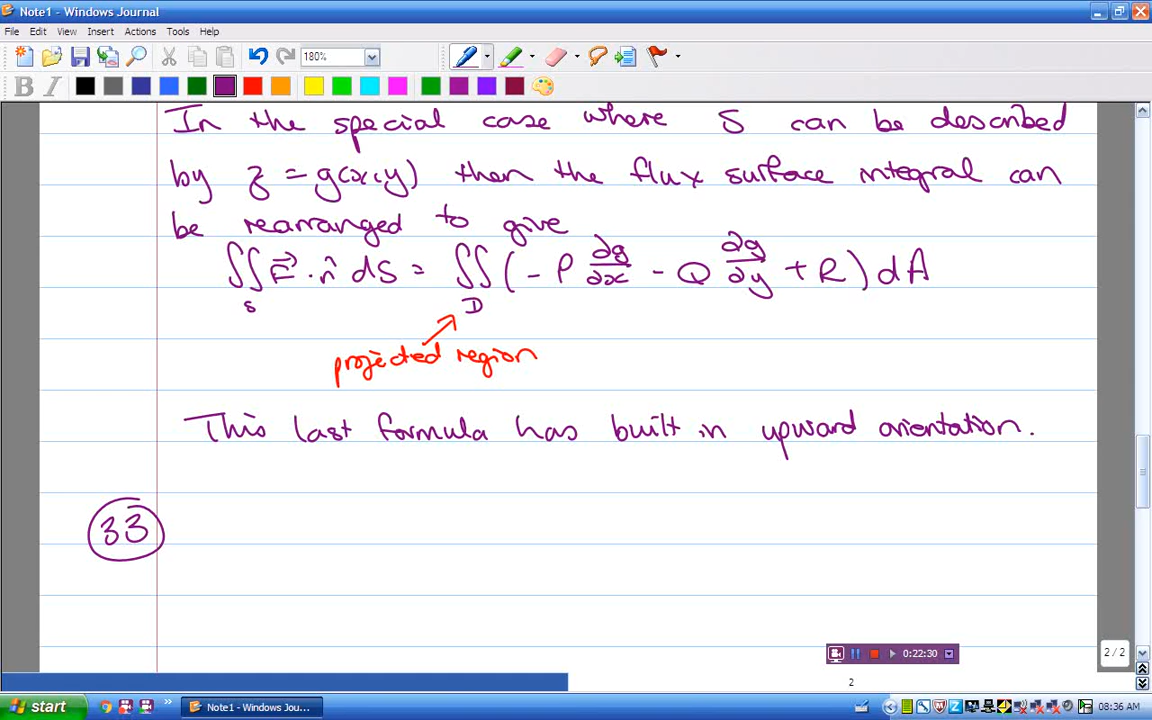 Note1 - Windows Journal
File Edit View Insert Actions Tools Help
180%
B I
In the special case where S can be described
by z = g(x,y) then the flux surface integral can
be rearranged to give
∬_S F⃗ · n̂ dS = ∬_D (-P ∂g/∂x - Q ∂g/∂y + R) dA
projected region
This last formula has built in upward orientation.
33
0:22:30
2 / 2
2
start
Note1 - Windows Jou...
08:36 AM